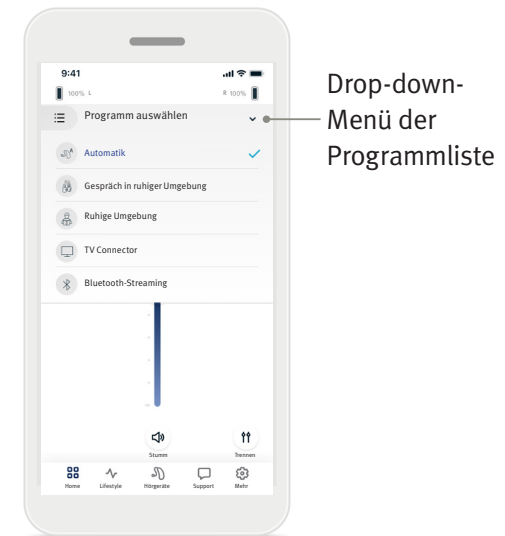 9:41
100% L
R 100%
Programm auswählen
Automatik
Gespräch in ruhiger Umgebung
Ruhige Umgebung
TV Connector
Bluetooth-Streaming
Stumm
Trennen
Home Lifestyle Hörgeräte Support Mehr
Drop-down-
Menü der
Programmliste